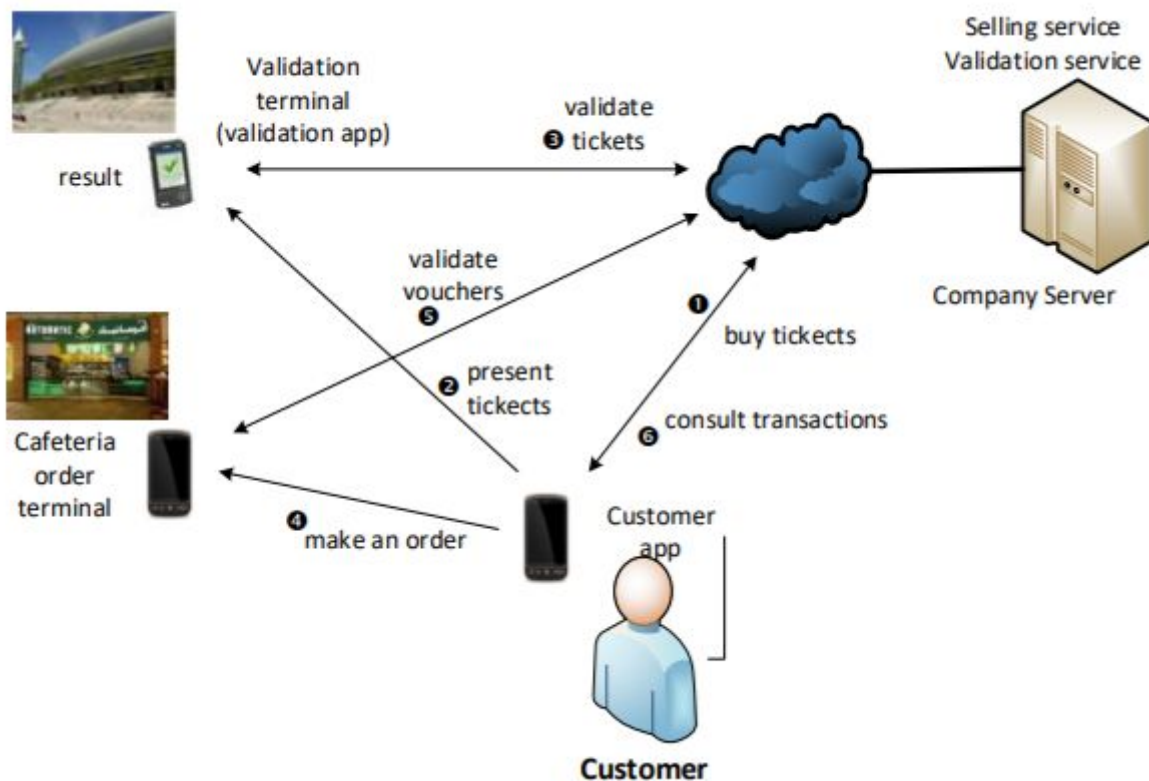 Selling service
Validation service
Validation
terminal
(validation app)
validate
❸ tickets
result
validate
vouchers
❺
❶
buy tickects
Company Server
❷ present
tickects
❻ consult transactions
Cafeteria
order
terminal
❹
make an order
Customer
app
Customer